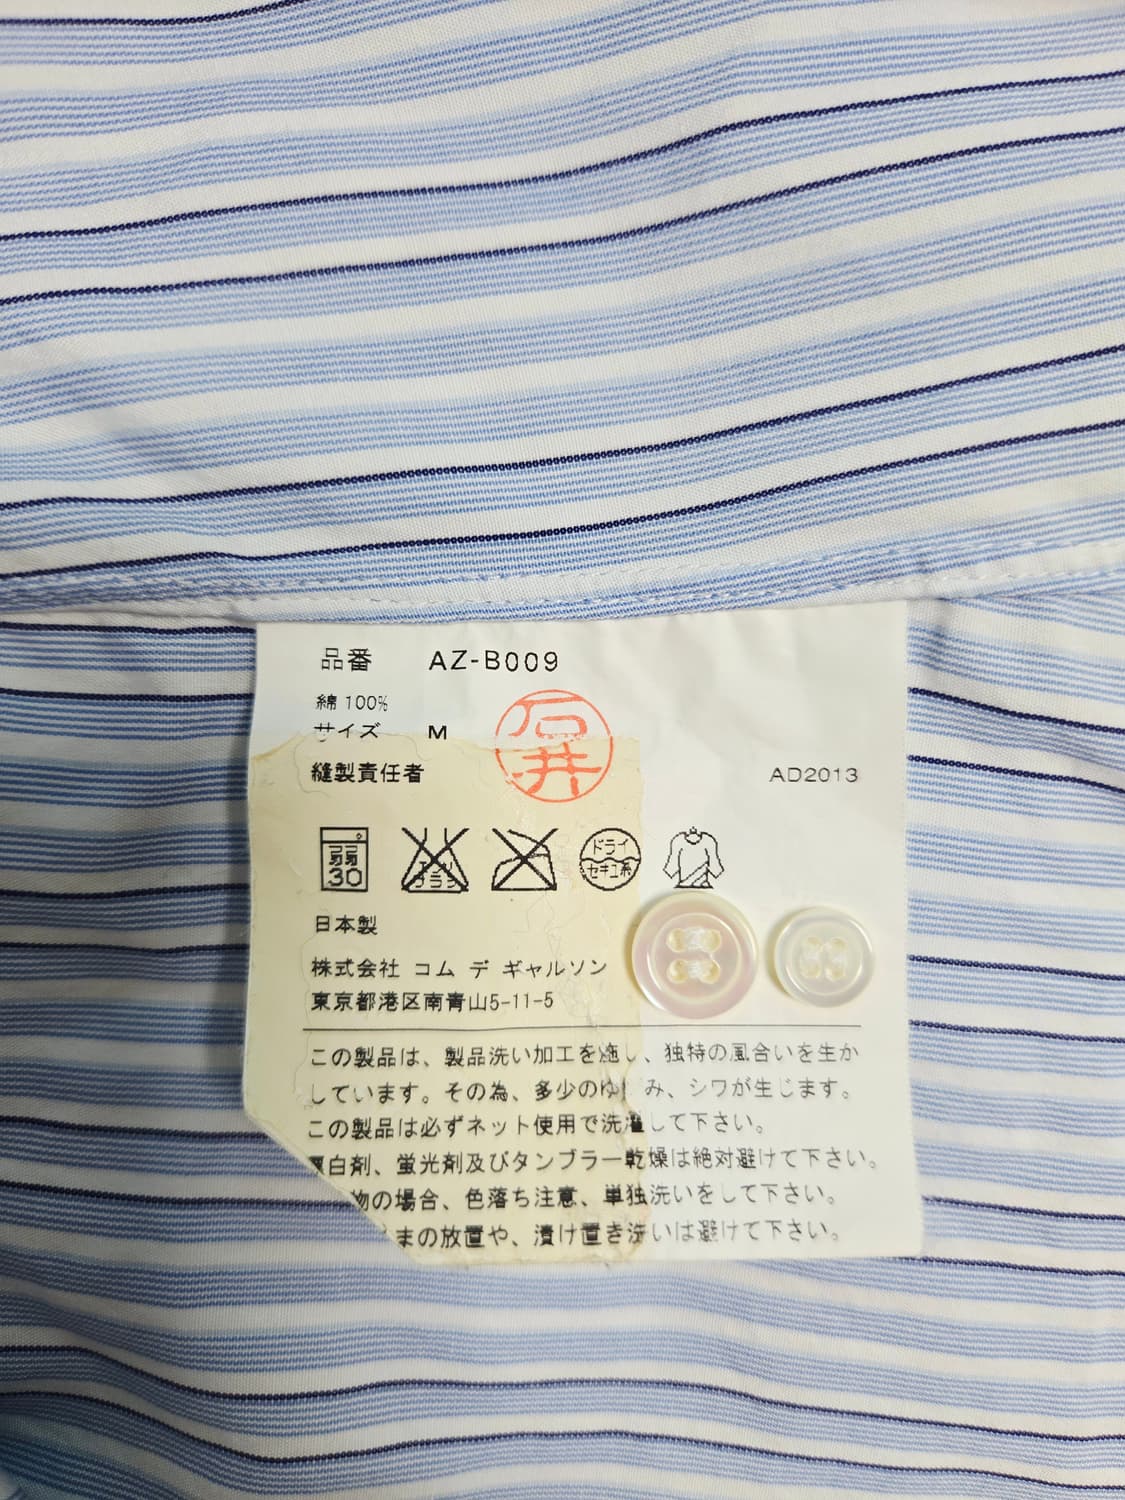 品番 AZ-B009
綿 100%
サイズ M
石井
縫製責任者 AD2013
弱 30
エンソ
サラシ
ドライ
セキユ系
日本製
株式会社 コム デ ギャルソン
東京都港区南青山5-11-5
この製品は、製品洗い加工を施し、独特の風合いを生か
しています。その為、多少のゆがみ、シワが生じます。
この製品は必ずネット使用で洗濯して下さい。
漂白剤、蛍光剤及びタンブラー乾燥は絶対避けて下さい。
物の場合、色落ち注意、単独洗いをして下さい。
まの放置や、漬け置き洗いは避けて下さい。